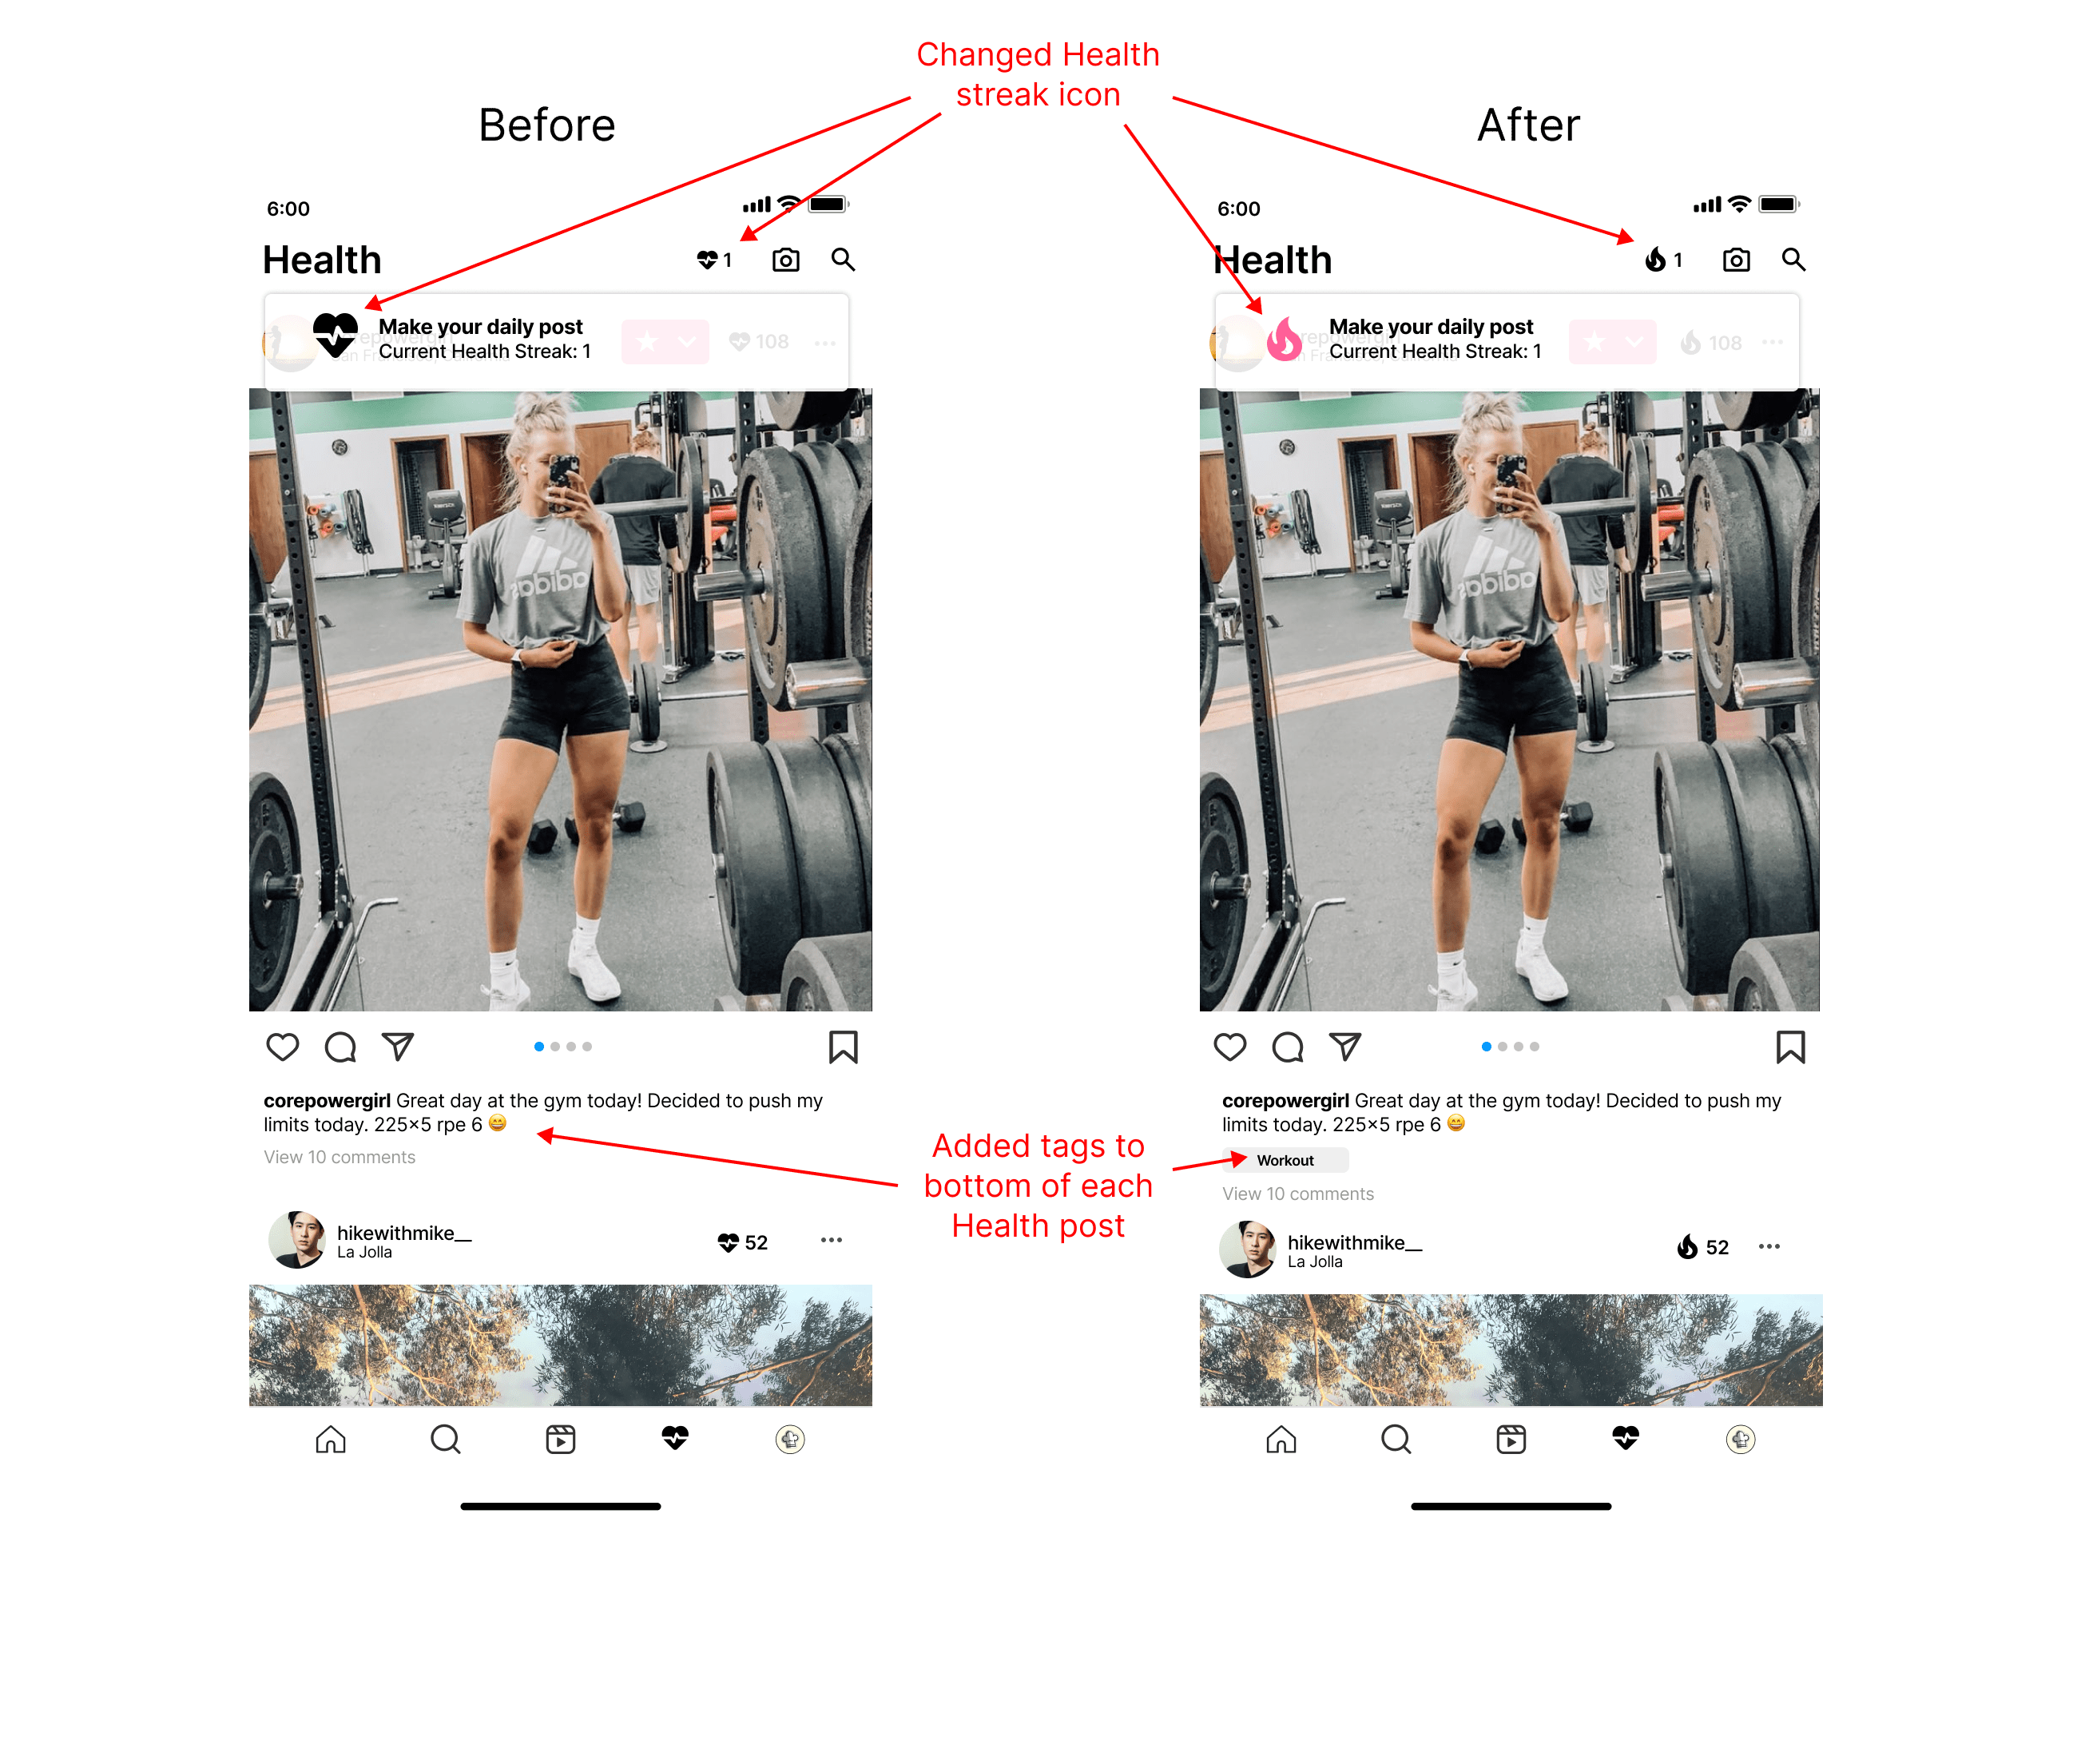 Changed Health
streak icon
Before
6:00
Health
1
Make your daily post
Current Health Streak: 1
108
adidas
corepowergirl Great day at the gym today! Decided to push my
limits today. 225x5 rpe 6 😄
View 10 comments
hikewithmike__
La Jolla
52
Added tags to
bottom of each
Health post
After
6:00
Health
1
Make your daily post
Current Health Streak: 1
108
adidas
corepowergirl Great day at the gym today! Decided to push my
limits today. 225x5 rpe 6 😄
Workout
View 10 comments
hikewithmike__
La Jolla
52